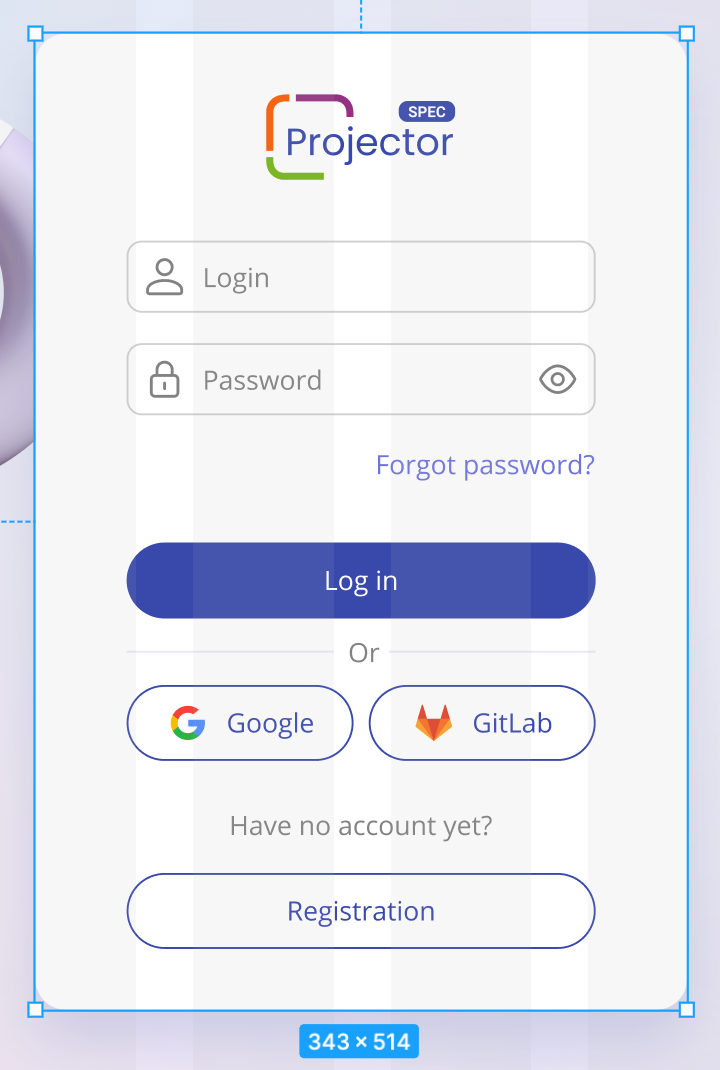 SPEC
Projector
Login
Password
Forgot password?
Log in
Or
Google
GitLab
Have no account yet?
Registration
343 × 514